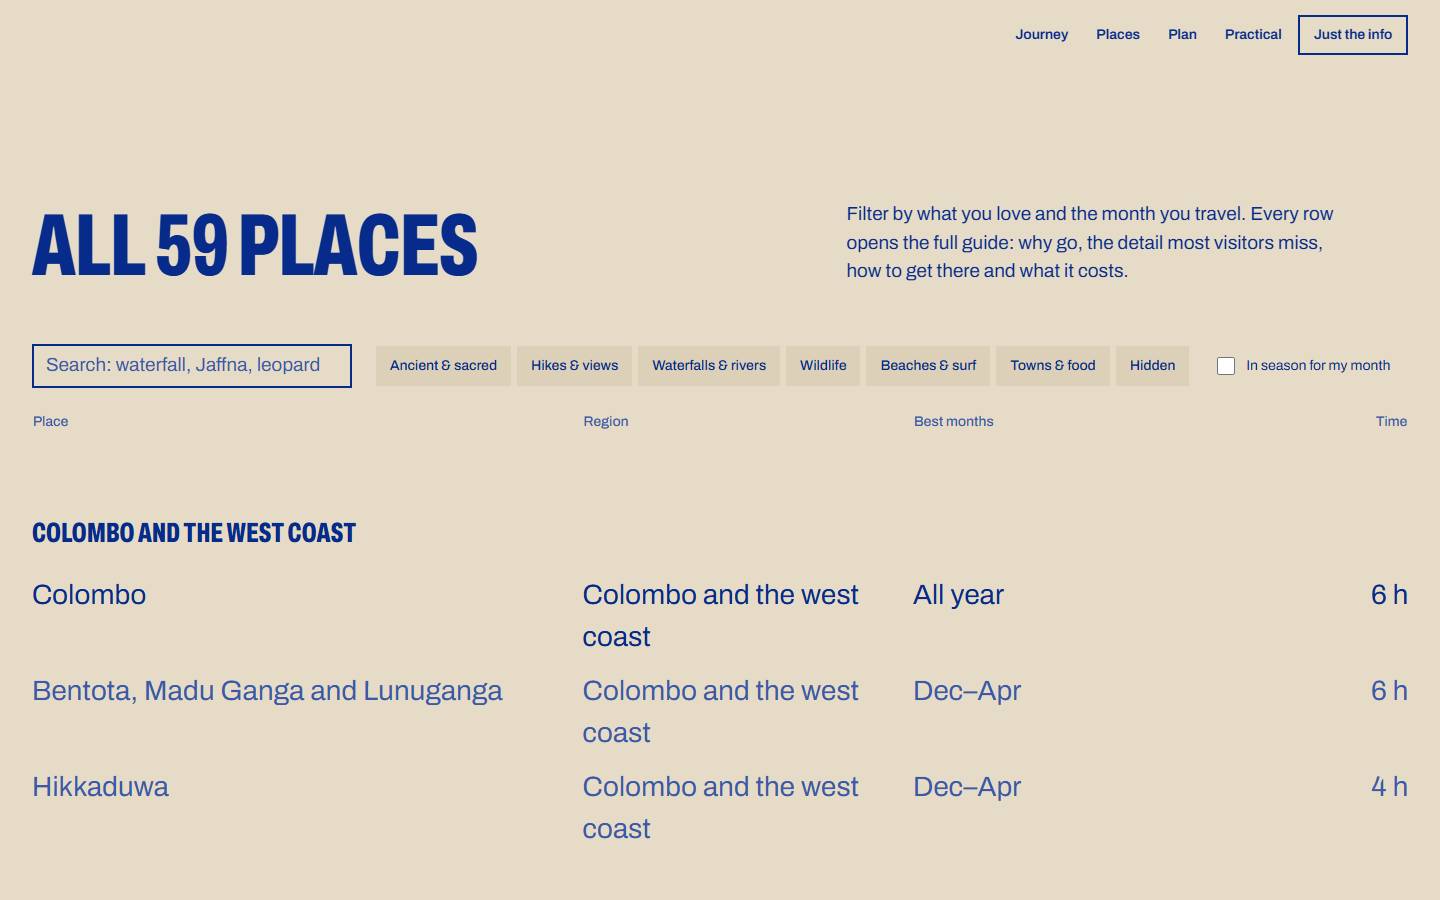 Journey Places Plan Practical Just the info
ALL 59 PLACES
Filter by what you love and the month you travel. Every row
opens the full guide: why go, the detail most visitors miss,
how to get there and what it costs.
Search: waterfall, Jaffna, leopard
Ancient & sacred Hikes & views Waterfalls & rivers Wildlife Beaches & surf Towns & food Hidden In season for my month
Place Region Best months Time
COLOMBO AND THE WEST COAST
Colombo Colombo and the west All year 6 h
coast
Bentota, Madu Ganga and Lunuganga Colombo and the west Dec–Apr 6 h
coast
Hikkaduwa Colombo and the west Dec–Apr 4 h
coast